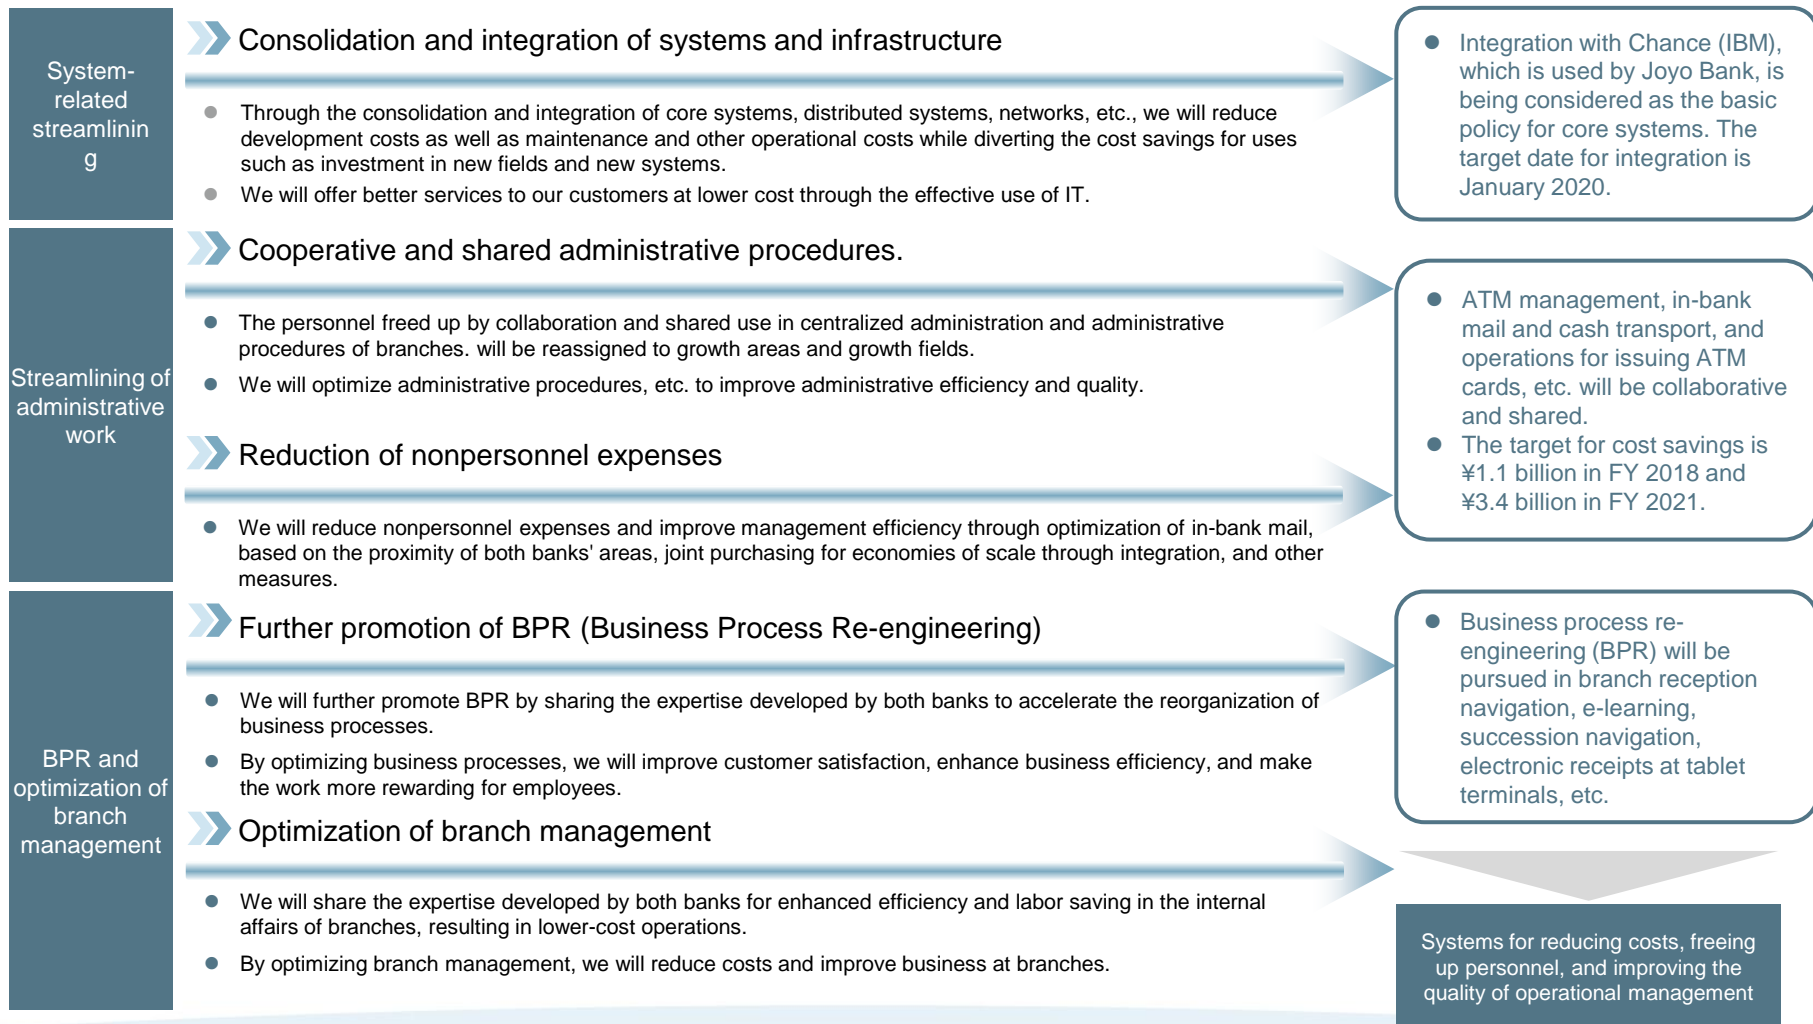 System-
related
streamlinin
g
Consolidation and integration of systems and infrastructure
Through the consolidation and integration of core systems, distributed systems, networks, etc., we will reduce
development costs as well as maintenance and other operational costs while diverting the cost savings for uses
such as investment in new fields and new systems.
We will offer better services to our customers at lower cost through the effective use of IT.
Integration with Chance (IBM),
which is used by Joyo Bank, is
being considered as the basic
policy for core systems. The
target date for integration is
January 2020.
Streamlining of
administrative
work
Cooperative and shared administrative procedures.
The personnel freed up by collaboration and shared use in centralized administration and administrative
procedures of branches. will be reassigned to growth areas and growth fields.
We will optimize administrative procedures, etc. to improve administrative efficiency and quality.
Reduction of nonpersonnel expenses
We will reduce nonpersonnel expenses and improve management efficiency through optimization of in-bank mail,
based on the proximity of both banks' areas, joint purchasing for economies of scale through integration, and other
measures.
ATM management, in-bank
mail and cash transport, and
operations for issuing ATM
cards, etc. will be collaborative
and shared.
The target for cost savings is
¥1.1 billion in FY 2018 and
¥3.4 billion in FY 2021.
BPR and
optimization of
branch
management
Further promotion of BPR (Business Process Re-engineering)
We will further promote BPR by sharing the expertise developed by both banks to accelerate the reorganization of
business processes.
By optimizing business processes, we will improve customer satisfaction, enhance business efficiency, and make
the work more rewarding for employees.
Optimization of branch management
We will share the expertise developed by both banks for enhanced efficiency and labor saving in the internal
affairs of branches, resulting in lower-cost operations.
By optimizing branch management, we will reduce costs and improve business at branches.
Business process re-
engineering (BPR) will be
pursued in branch reception
navigation, e-learning,
succession navigation,
electronic receipts at tablet
terminals, etc.
Systems for reducing costs, freeing
up personnel, and improving the
quality of operational management